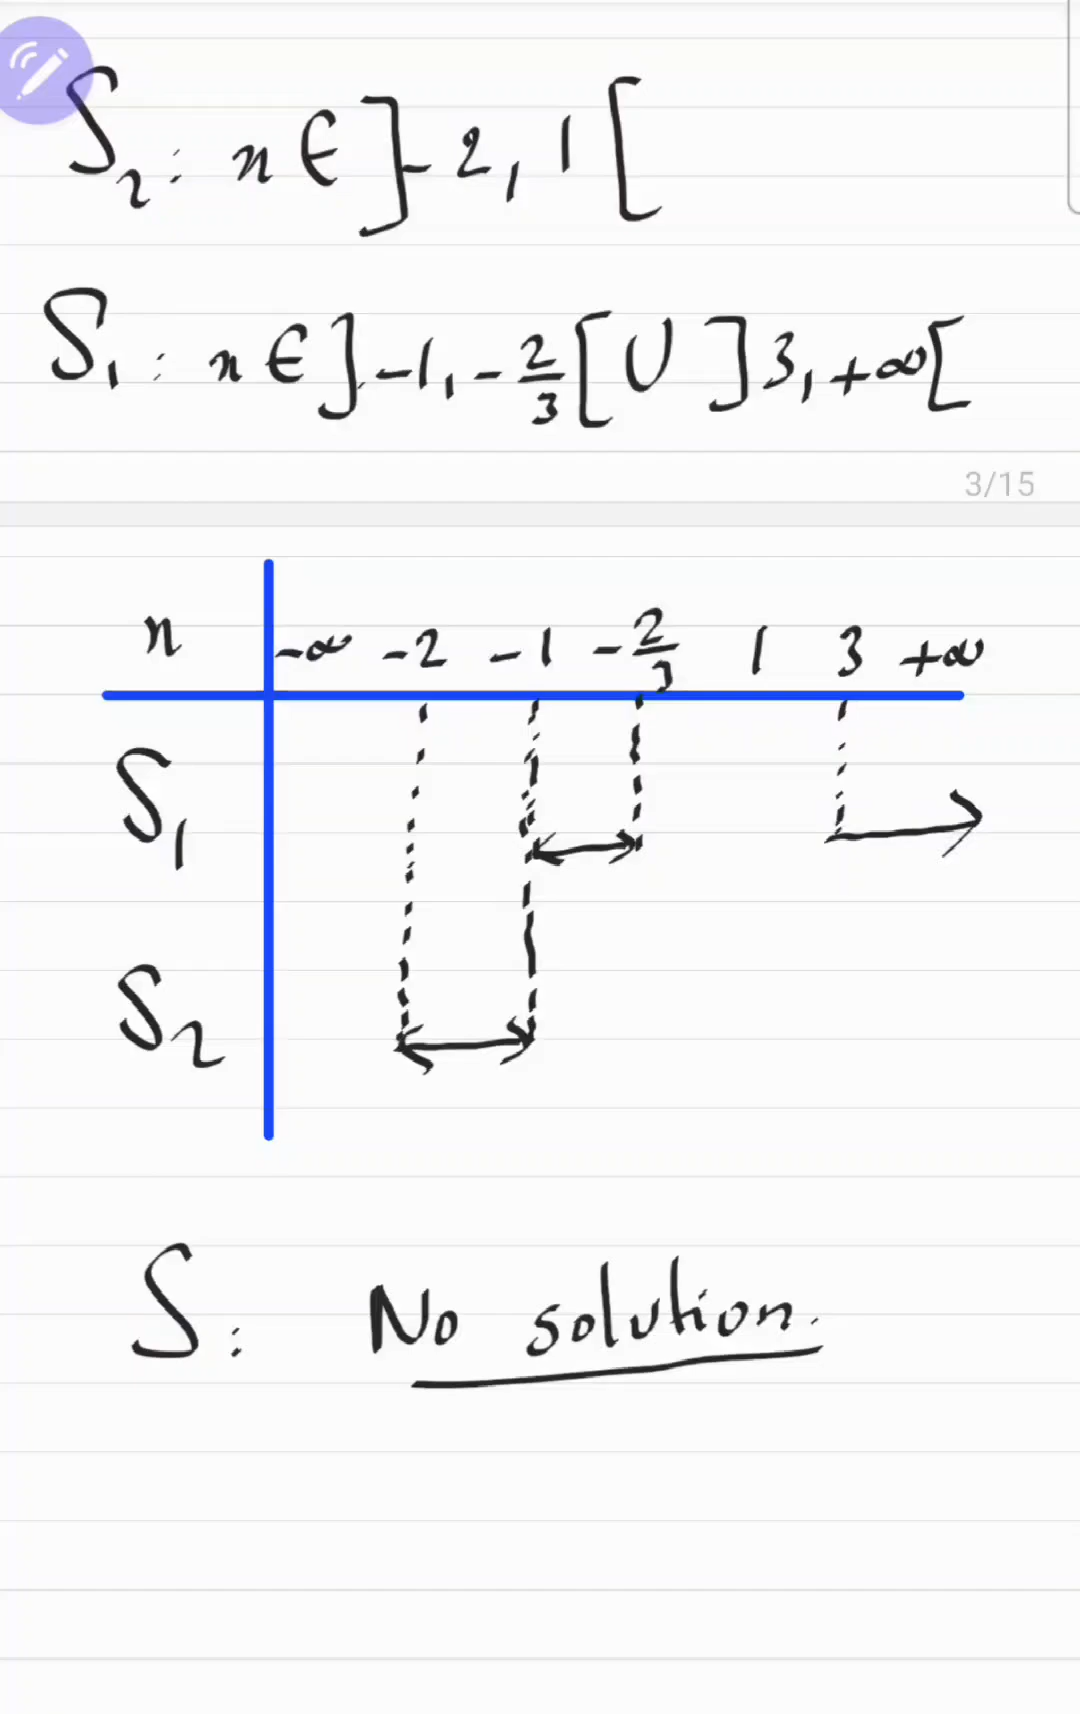 S₂: x ∈ ]-2, 1[
S₁: x ∈ ]-1, -2/3[ ∪ ]3, +∞[
3/15
x -∞ -2 -1 -2/3 1 3 +∞
S₁
S₂
S: No solution.